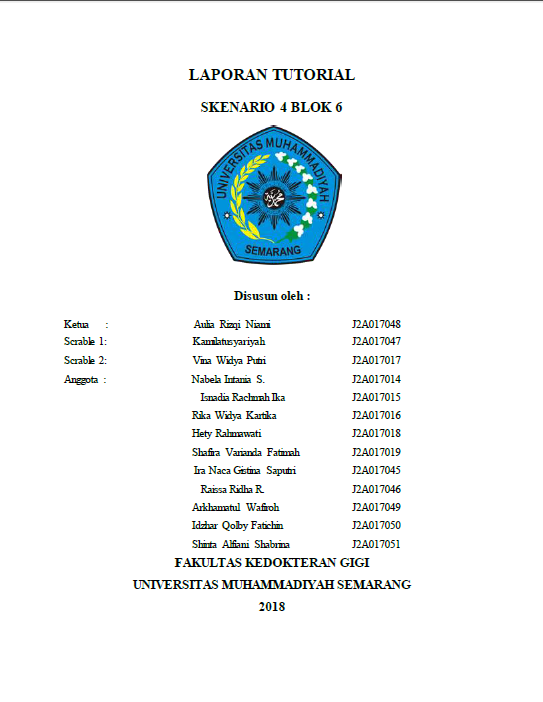 LAPORAN TUTORIAL
SKENARIO 4 BLOK 6
UNIVERSITAS MUHAMMADIYAH
SEMARANG
Disusun oleh :
Ketua : Aulia Rizqi Niami J2A017048
Scrable 1: Kamilatusyariyah J2A017047
Scrable 2: Vina Widya Putri J2A017017
Anggota : Nabela Intania S. J2A017014
Isnadia Rachmah Ika J2A017015
Rika Widya Kartika J2A017016
Hety Rahmawati J2A017018
Shafira Varianda Fatimah J2A017019
Ira Naca Gistina Saputri J2A017045
Raissa Ridha R. J2A017046
Arkhamatul Wafiroh J2A017049
Idzhar Qolby Fatichin J2A017050
Shinta Alfiani Shabrina J2A017051
FAKULTAS KEDOKTERAN GIGI
UNIVERSITAS MUHAMMADIYAH SEMARANG
2018